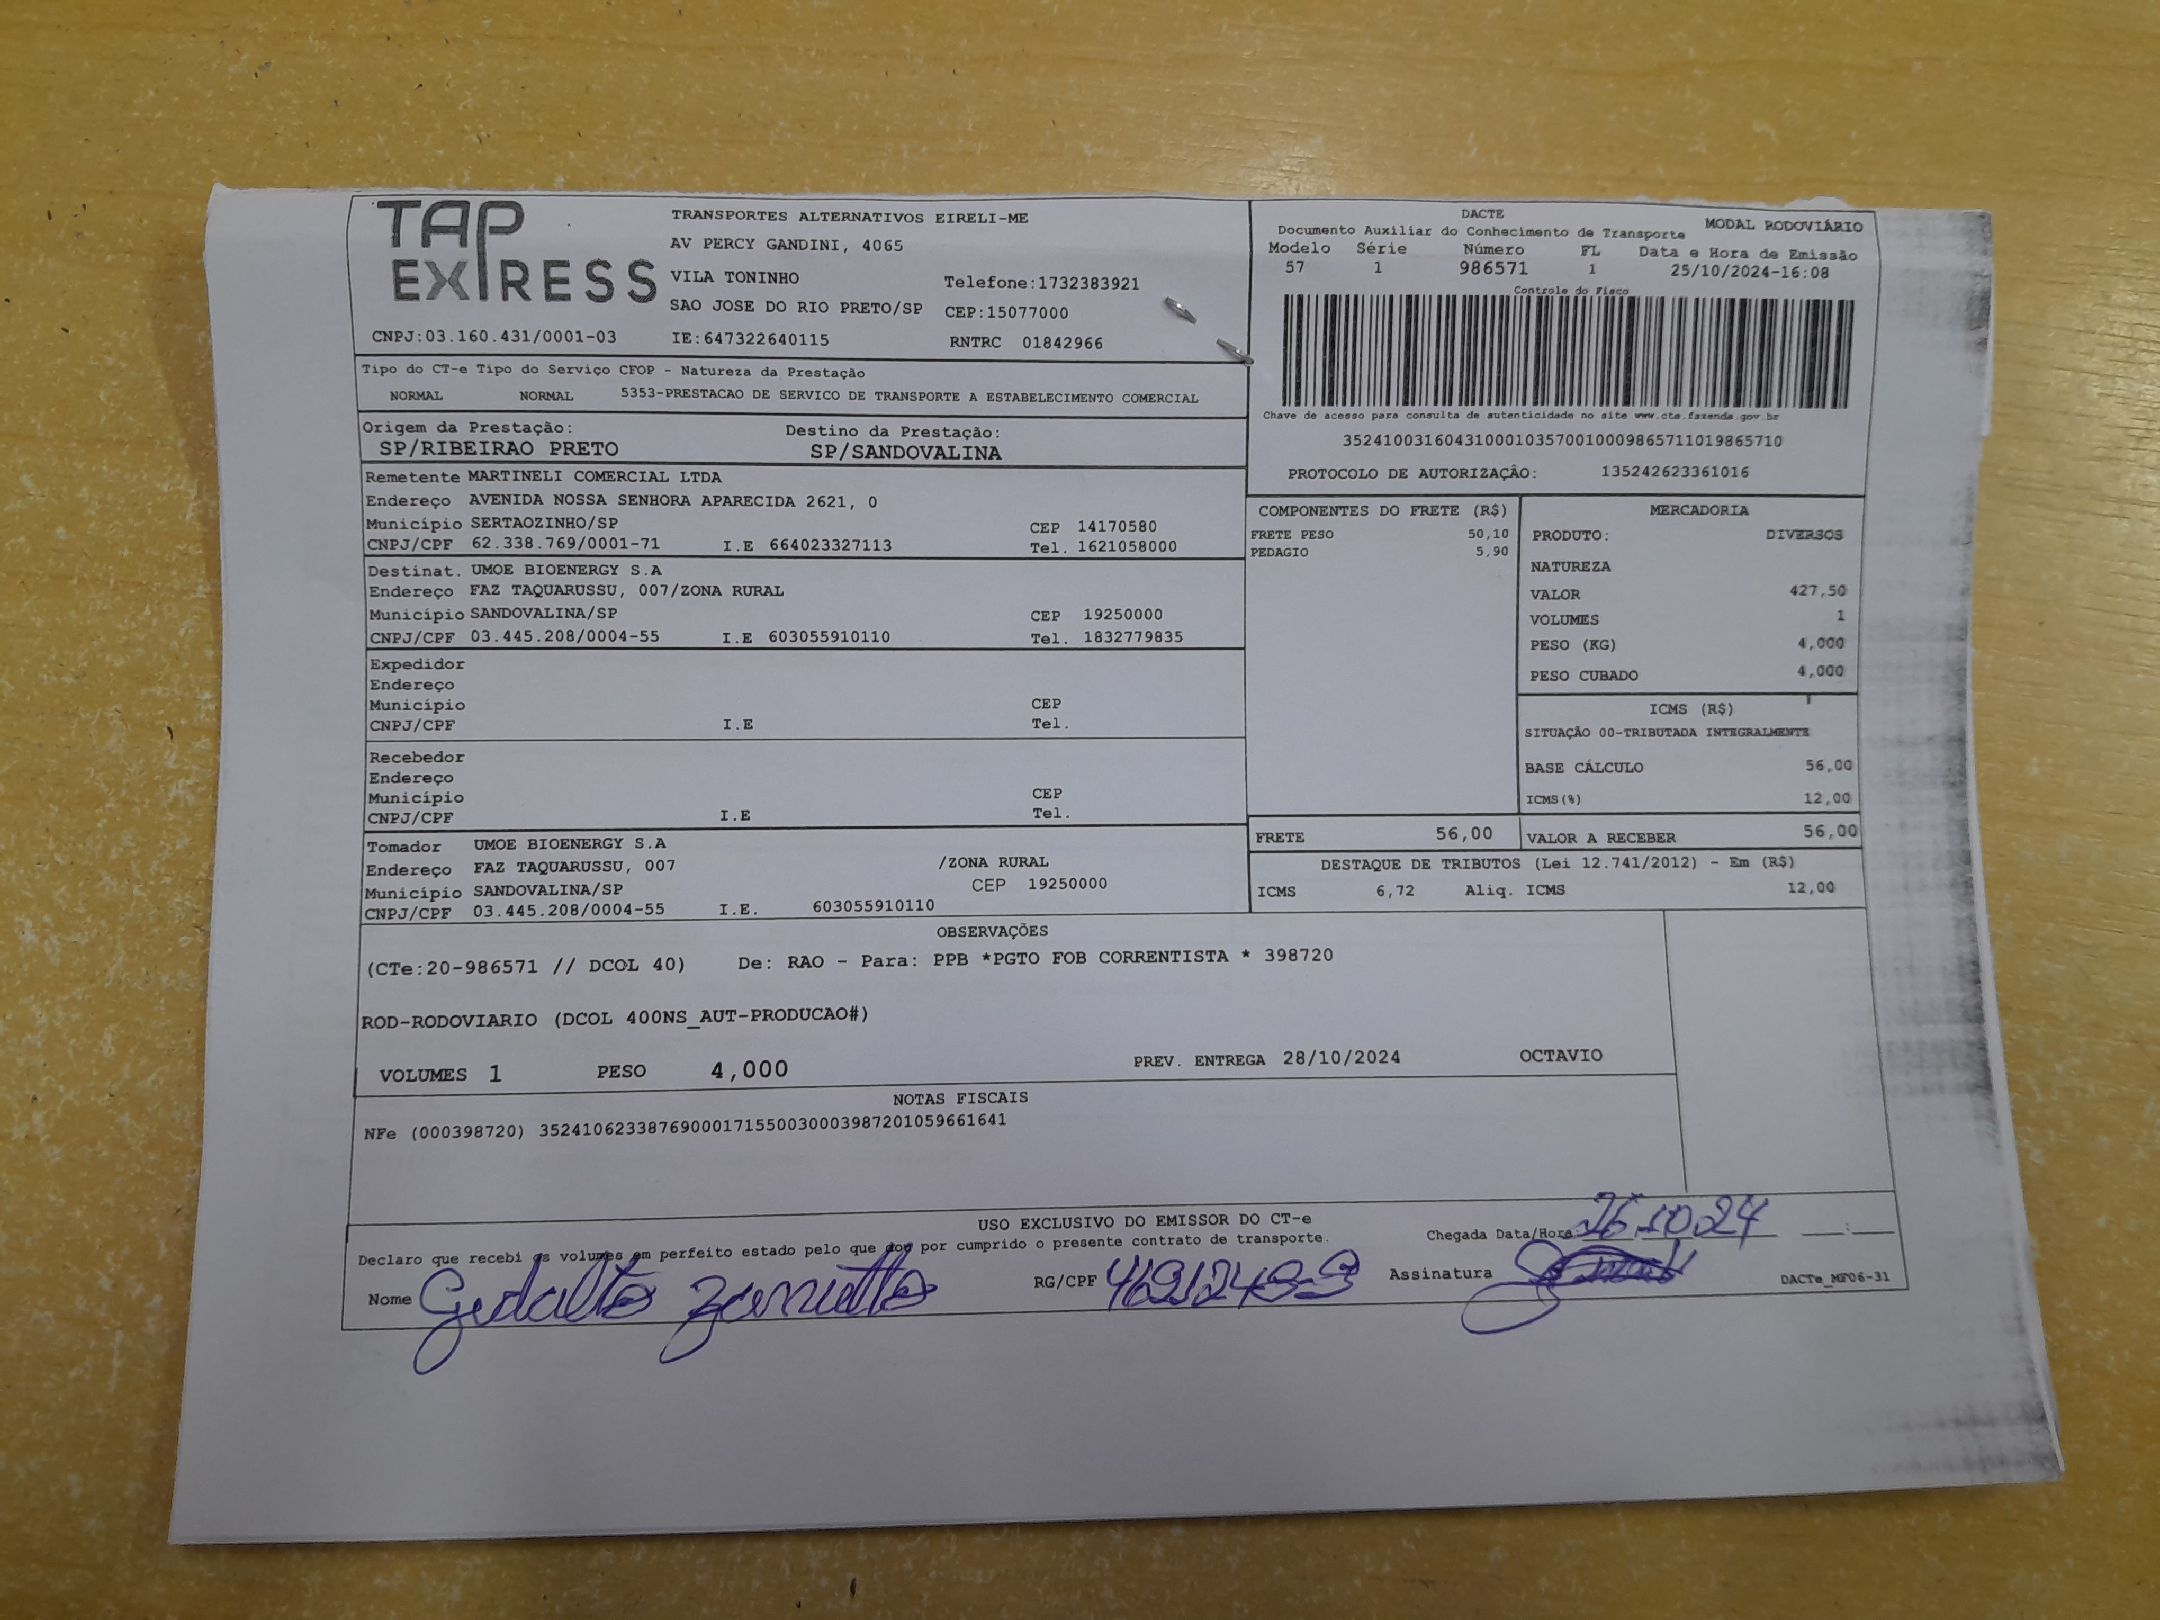 TAP EXPRESS
TRANSPORTES ALTERNATIVOS EIRELI-ME
AV PERCY GANDINI, 4065
VILA TONINHO Telefone:1732383921
SAO JOSE DO RIO PRETO/SP CEP:15077000
CNPJ:03.160.431/0001-03 IE:647322640115 RNTRC 01842966
DACTE
Documento Auxiliar do Conhecimento de Transporte MODAL RODOVIÁRIO
Modelo Série Número FL Data e Hora de Emissão
57 1 986571 1 25/10/2024-16:08
Controle do Fisco
Chave de acesso para consulta de autenticidade no site www.cte.fazenda.gov.br
35241003160431000103570010009865711019865710
PROTOCOLO DE AUTORIZAÇÂO: 135242623361016
Tipo do CT-e Tipo do Serviço CFOP - Natureza da Prestação
NORMAL NORMAL 5353-PRESTACAO DE SERVICO DE TRANSPORTE A ESTABELECIMENTO COMERCIAL
Origem da Prestação: Destino da Prestação:
SP/RIBEIRAO PRETO SP/SANDOVALINA
Remetente MARTINELI COMERCIAL LTDA
Endereço AVENIDA NOSSA SENHORA APARECIDA 2621, 0
Município SERTAOZINHO/SP CEP 14170580
CNPJ/CPF 62.338.769/0001-71 I.E 664023327113 Tel. 1621058000
Destinat. UMOE BIOENERGY S.A
Endereço FAZ TAQUARUSSU, 007/ZONA RURAL
Município SANDOVALINA/SP CEP 19250000
CNPJ/CPF 03.445.208/0004-55 I.E 603055910110 Tel. 1832779835
Expedidor
Endereço
Município CEP
CNPJ/CPF I.E Tel.
Recebedor
Endereço
Município CEP
CNPJ/CPF I.E Tel.
Tomador UMOE BIOENERGY S.A
Endereço FAZ TAQUARUSSU, 007 /ZONA RURAL
Município SANDOVALINA/SP CEP 19250000
CNPJ/CPF 03.445.208/0004-55 I.E. 603055910110
COMPONENTES DO FRETE (R$)
FRETE PESO 50,10
PEDAGIO 5,90
MERCADORIA
PRODUTO: DIVERSOS
NATUREZA
VALOR 427,50
VOLUMES 1
PESO (KG) 4,000
PESO CUBADO 4,000
ICMS (R$)
SITUAÇÃO 00-TRIBUTADA INTEGRALMENTE
BASE CÁLCULO 56,00
ICMS(%) 12,00
FRETE 56,00 VALOR A RECEBER 56,00
DESTAQUE DE TRIBUTOS (Lei 12.741/2012) - Em (R$)
ICMS 6,72 Aliq. ICMS 12,00
OBSERVAÇÕES
(CTe:20-986571 // DCOL 40) De: RAO - Para: PPB *PGTO FOB CORRENTISTA * 398720
ROD-RODOVIARIO (DCOL 400NS_AUT-PRODUCAO#)
VOLUMES 1 PESO 4,000 PREV. ENTREGA 28/10/2024 OCTAVIO
NOTAS FISCAIS
NFe (000398720) 35241062338769000171550030003987201059661641
USO EXCLUSIVO DO EMISSOR DO CT-e
Declaro que recebi os volumes em perfeito estado pelo que dou por cumprido o presente contrato de transporte. Chegada Data/Hora: 26.10.24
Nome RG/CPF Assinatura DACTe_MF06-31